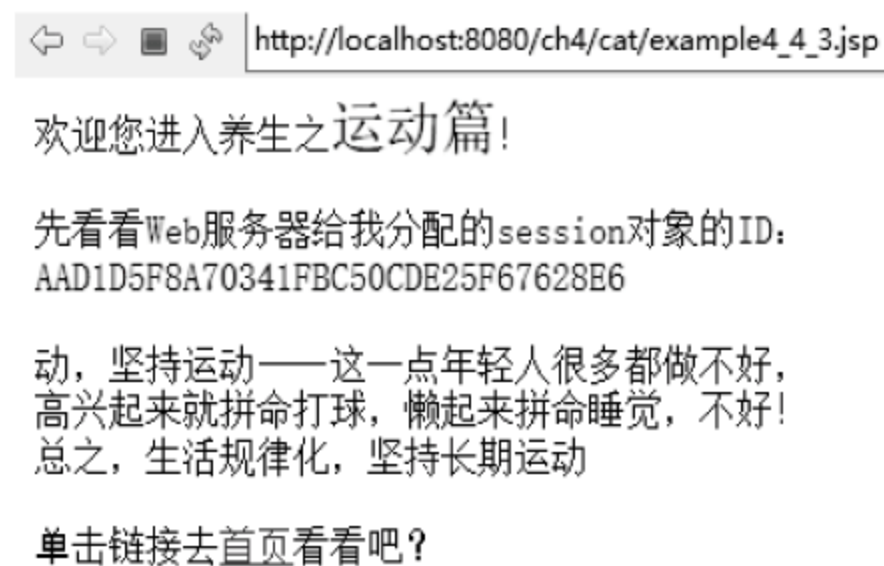 http://localhost:8080/ch4/cat/example4_4_3.jsp
欢迎您进入养生之运动篇!
先看看Web服务器给我分配的session对象的ID：
AAD1D5F8A70341FBC50CDE25F67628E6
动，坚持运动——这一点年轻人很多都做不好，
高兴起来就拼命打球，懒起来拼命睡觉，不好!
总之，生活规律化，坚持长期运动
单击链接去首页看看吧？